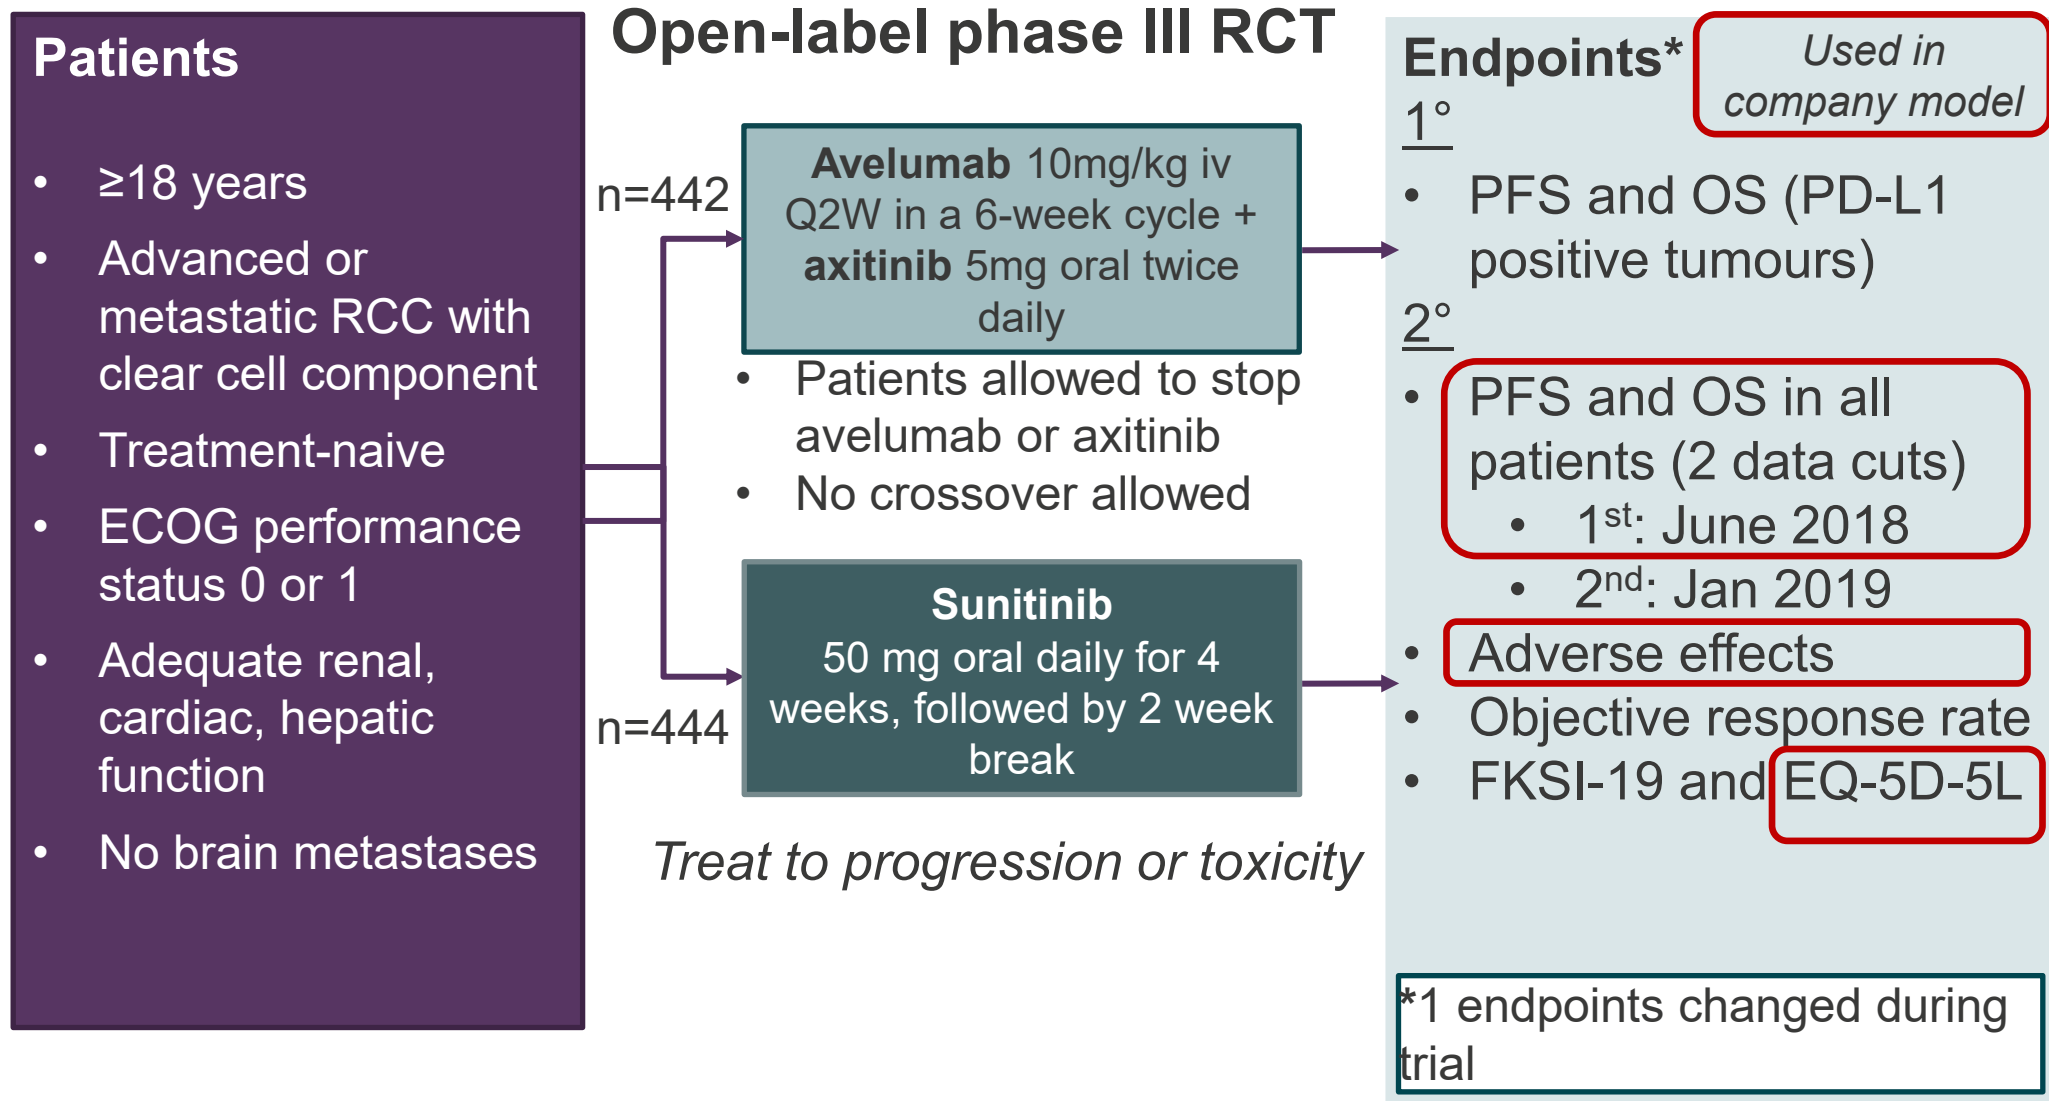 Open-label phase III RCT
Patients
• ≥18 years
• Advanced or
metastatic RCC with
clear cell component
• Treatment-naive
• ECOG performance
status 0 or 1
• Adequate renal,
cardiac, hepatic
function
• No brain metastases
n=442
Avelumab 10mg/kg iv
Q2W in a 6-week cycle +
axitinib 5mg oral twice
daily
• Patients allowed to stop
avelumab or axitinib
• No crossover allowed
n=444
Sunitinib
50 mg oral daily for 4
weeks, followed by 2 week
break
Treat to progression or toxicity
Endpoints*
Used in
company model
1°
• PFS and OS (PD-L1
positive tumours)
2°
• PFS and OS in all
patients (2 data cuts)
• 1st: June 2018
• 2nd: Jan 2019
• Adverse effects
• Objective response rate
• FKSI-19 and EQ-5D-5L
*1 endpoints changed during
trial